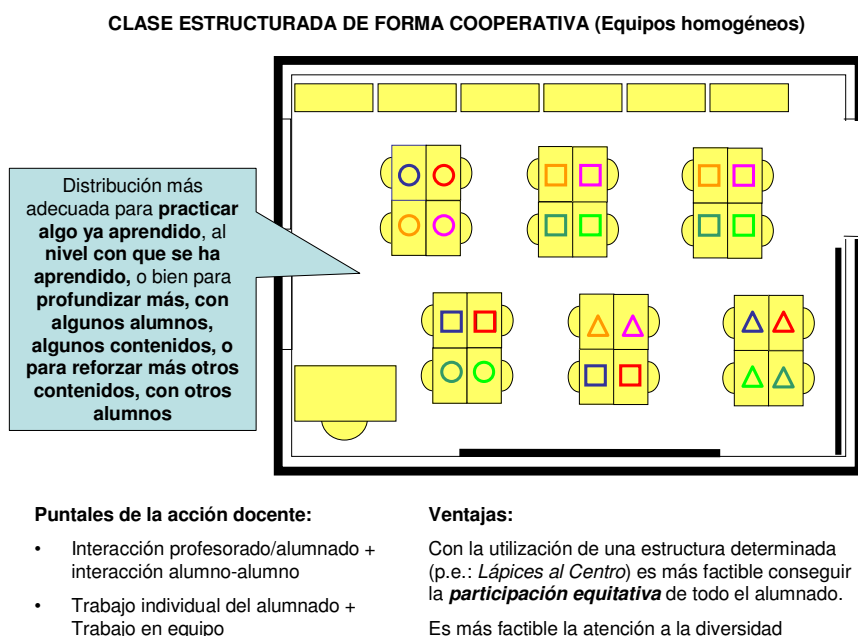 CLASE ESTRUCTURADA DE FORMA COOPERATIVA (Equipos homogéneos)
Distribución más
adecuada para practicar
algo ya aprendido, al
nivel con que se ha
aprendido, o bien para
profundizar más, con
algunos alumnos,
algunos contenidos, o
para reforzar más otros
contenidos, con otros
alumnos
Puntales de la acción docente:
• Interacción profesorado/alumnado +
interacción alumno-alumno
• Trabajo individual del alumnado +
Trabajo en equipo
Ventajas:
Con la utilización de una estructura determinada
(p.e.: Lápices al Centro) es más factible conseguir
la participación equitativa de todo el alumnado.
Es más factible la atención a la diversidad